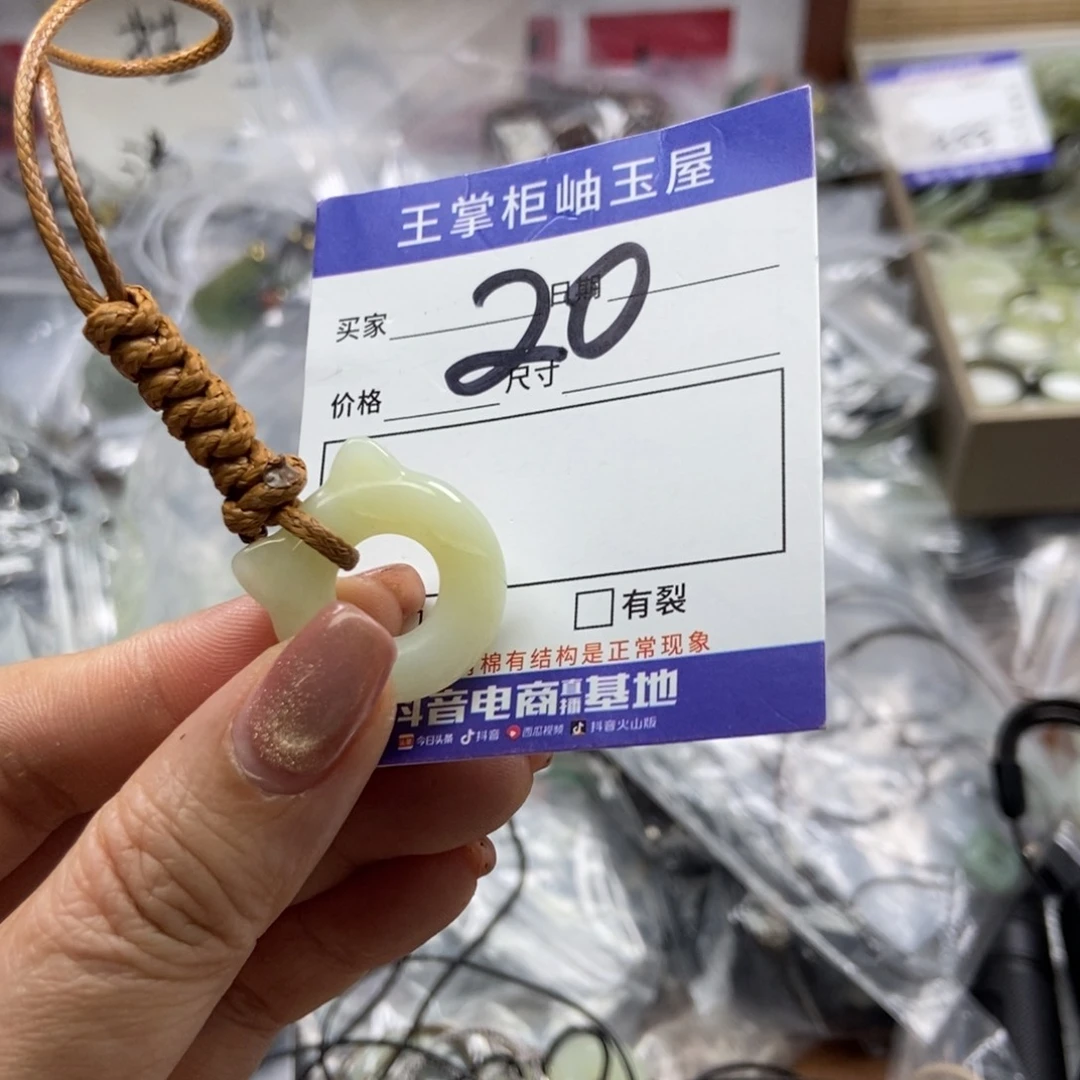 王掌柜岫玉屋
20
买家 日期
价格 尺寸
有裂
棉有结构是正常现象
抖音电商直播基地
今日头条 抖音 西瓜视频 抖音火山版